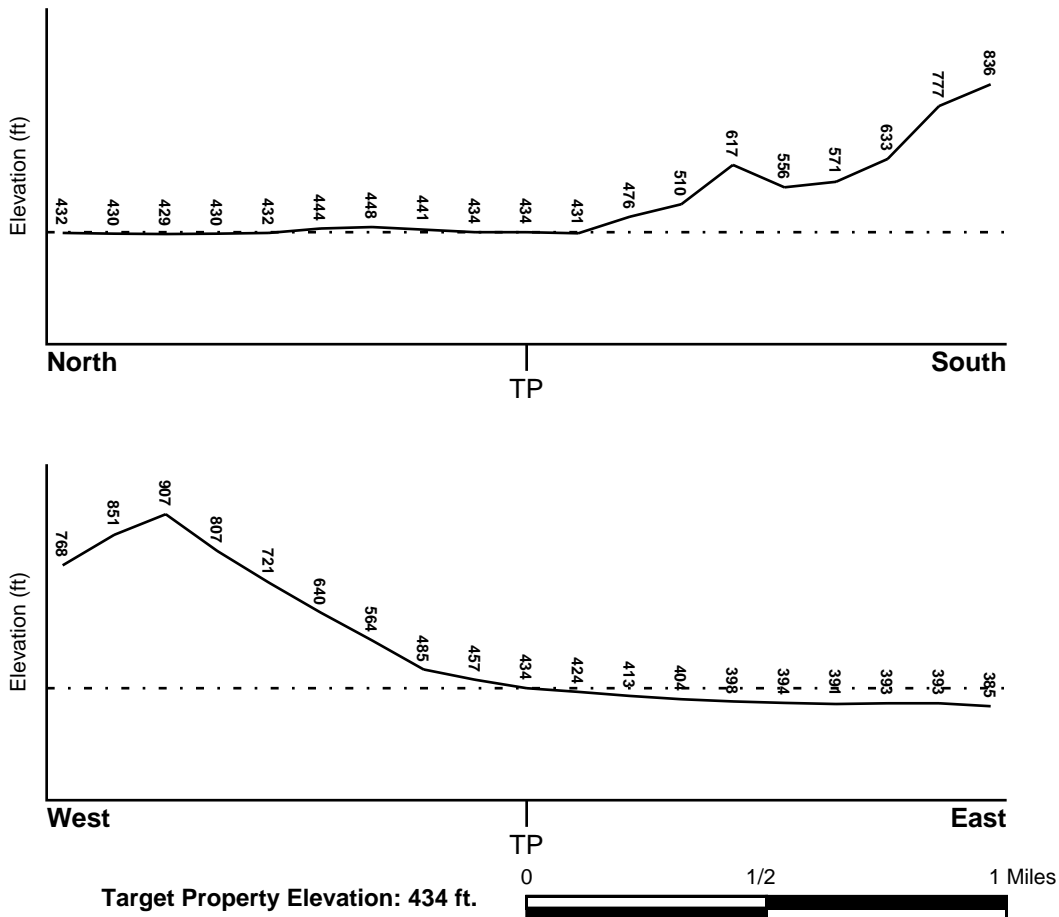 Elevation (ft)
432 430 429 430 432 444 448 441 434 434 431 476 510 617 556 571 633 777 836
North South
TP
Elevation (ft)
768 851 907 807 721 640 564 485 457 434 424 413 404 398 394 391 393 393 385
West East
TP
Target Property Elevation: 434 ft.
0 1/2 1 Miles